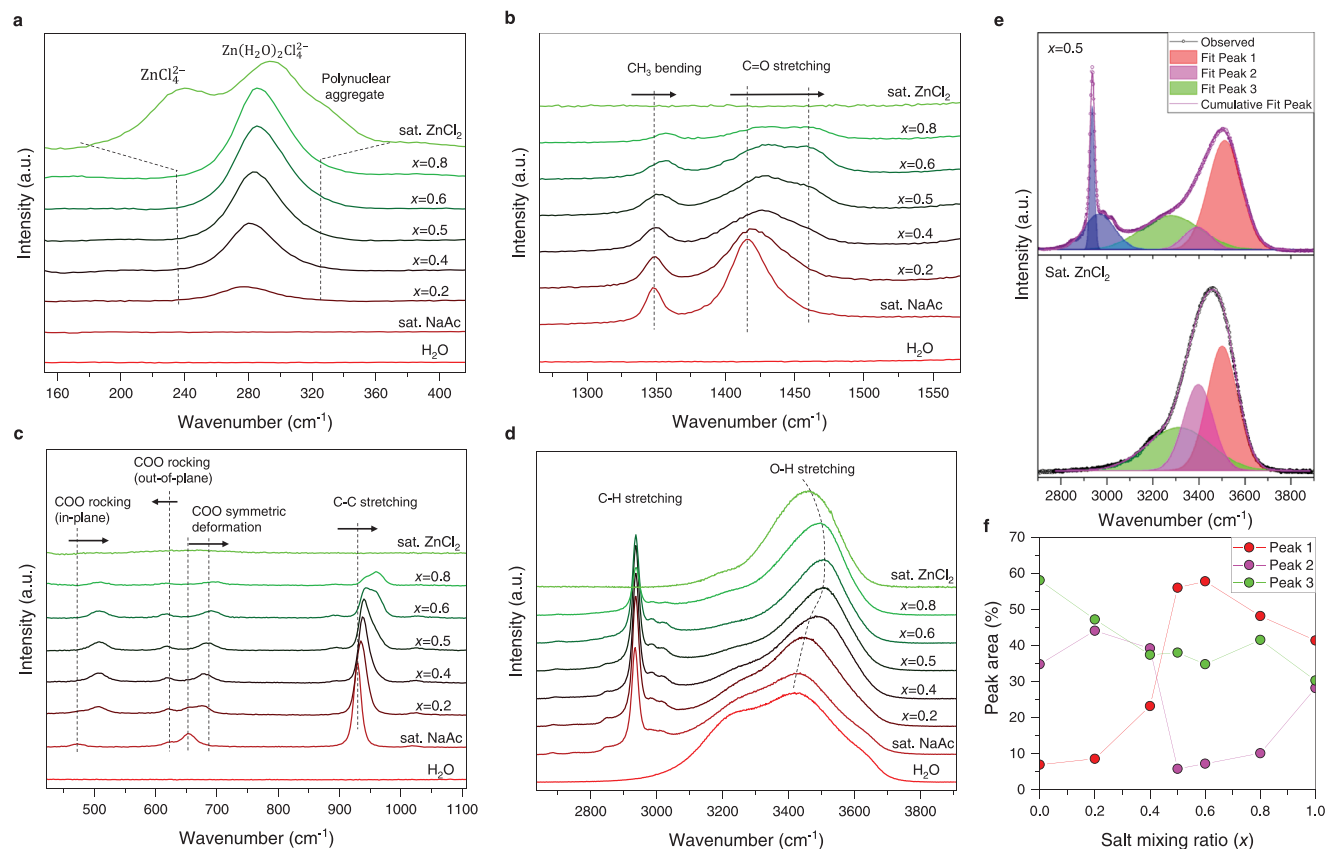 a
Zn(H₂O)₂Cl₄²⁻
ZnCl₄²⁻
Polynuclear
aggregate
sat. ZnCl₂
x=0.8
x=0.6
x=0.5
x=0.4
x=0.2
sat. NaAc
H₂O
Intensity (a.u.)
160 200 240 280 320 360 400
Wavenumber (cm⁻¹)
b
CH₃ bending
C=O stretching
sat. ZnCl₂
x=0.8
x=0.6
x=0.5
x=0.4
x=0.2
sat. NaAc
H₂O
Intensity (a.u.)
1300 1350 1400 1450 1500 1550
Wavenumber (cm⁻¹)
c
COO rocking
(out-of-plane)
COO rocking
(in-plane)
COO symmetric
deformation
C-C stretching
sat. ZnCl₂
x=0.8
x=0.6
x=0.5
x=0.4
x=0.2
sat. NaAc
H₂O
Intensity (a.u.)
500 600 700 800 900 1000 1100
Wavenumber (cm⁻¹)
d
O-H stretching
C-H stretching
sat. ZnCl₂
x=0.8
x=0.6
x=0.5
x=0.4
x=0.2
sat. NaAc
H₂O
Intensity (a.u.)
2800 3000 3200 3400 3600 3800
Wavenumber (cm⁻¹)
e
x=0.5
Observed
Fit Peak 1
Fit Peak 2
Fit Peak 3
Cumulative Fit Peak
Sat. ZnCl₂
Intensity (a.u.)
2800 3000 3200 3400 3600 3800
Wavenumber (cm⁻¹)
f
Peak 1
Peak 2
Peak 3
70
60
50
40
30
20
10
0
Peak area (%)
0.0 0.2 0.4 0.6 0.8 1.0
Salt mixing ratio (x)